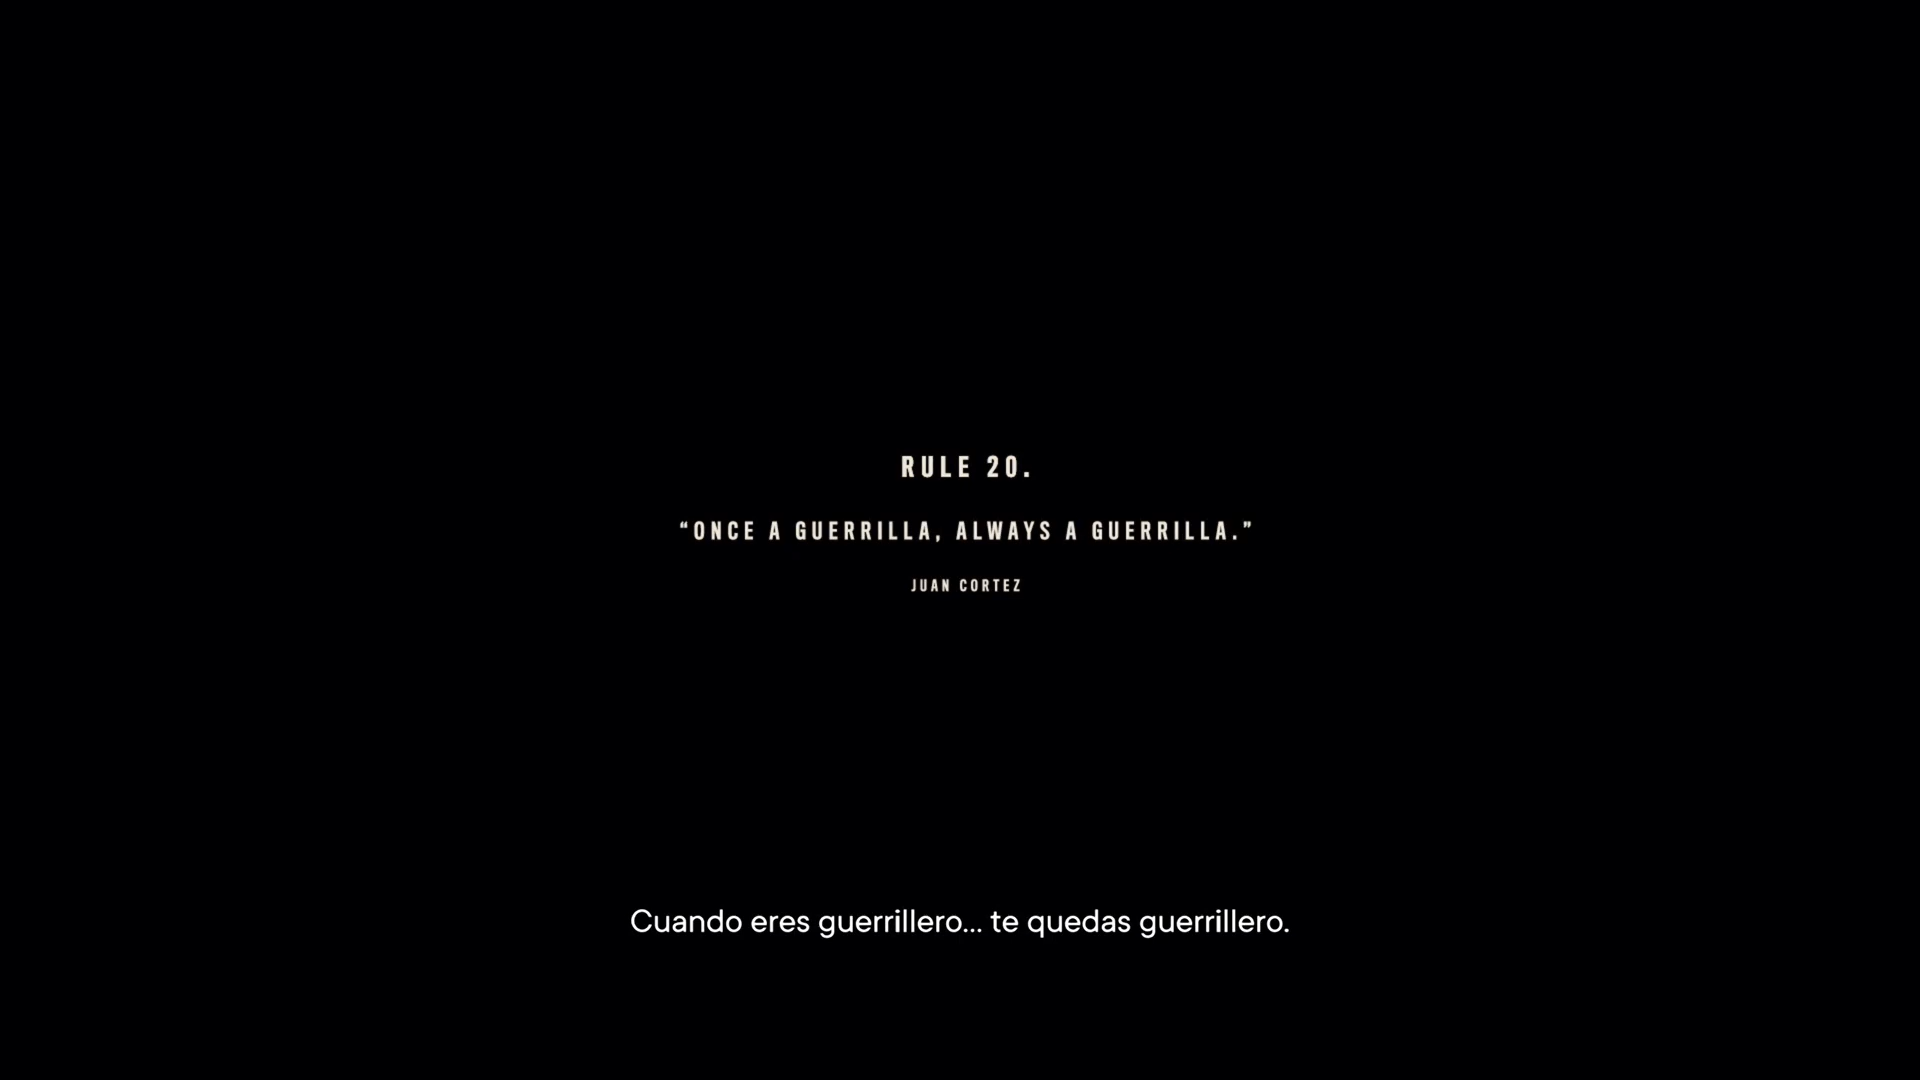 RULE 20.
“ONCE A GUERRILLA, ALWAYS A GUERRILLA.”
JUAN CORTEZ
Cuando eres guerrillero... te quedas guerrillero.